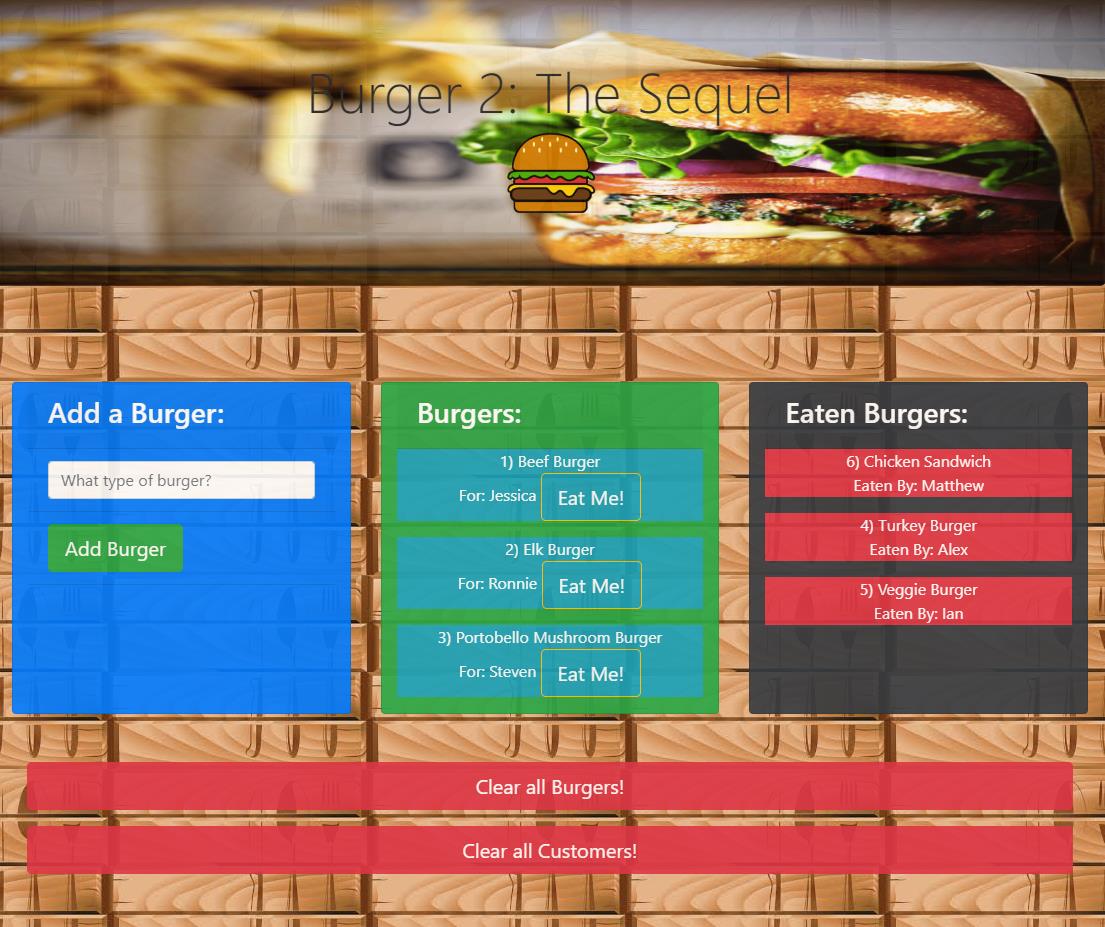 Burger 2: The Sequel
Add a Burger:
What type of burger?
Add Burger
Burgers:
1) Beef Burger
For: Jessica Eat Me!
2) Elk Burger
For: Ronnie Eat Me!
3) Portobello Mushroom Burger
For: Steven Eat Me!
Eaten Burgers:
6) Chicken Sandwich
Eaten By: Matthew
4) Turkey Burger
Eaten By: Alex
5) Veggie Burger
Eaten By: Ian
Clear all Burgers!
Clear all Customers!